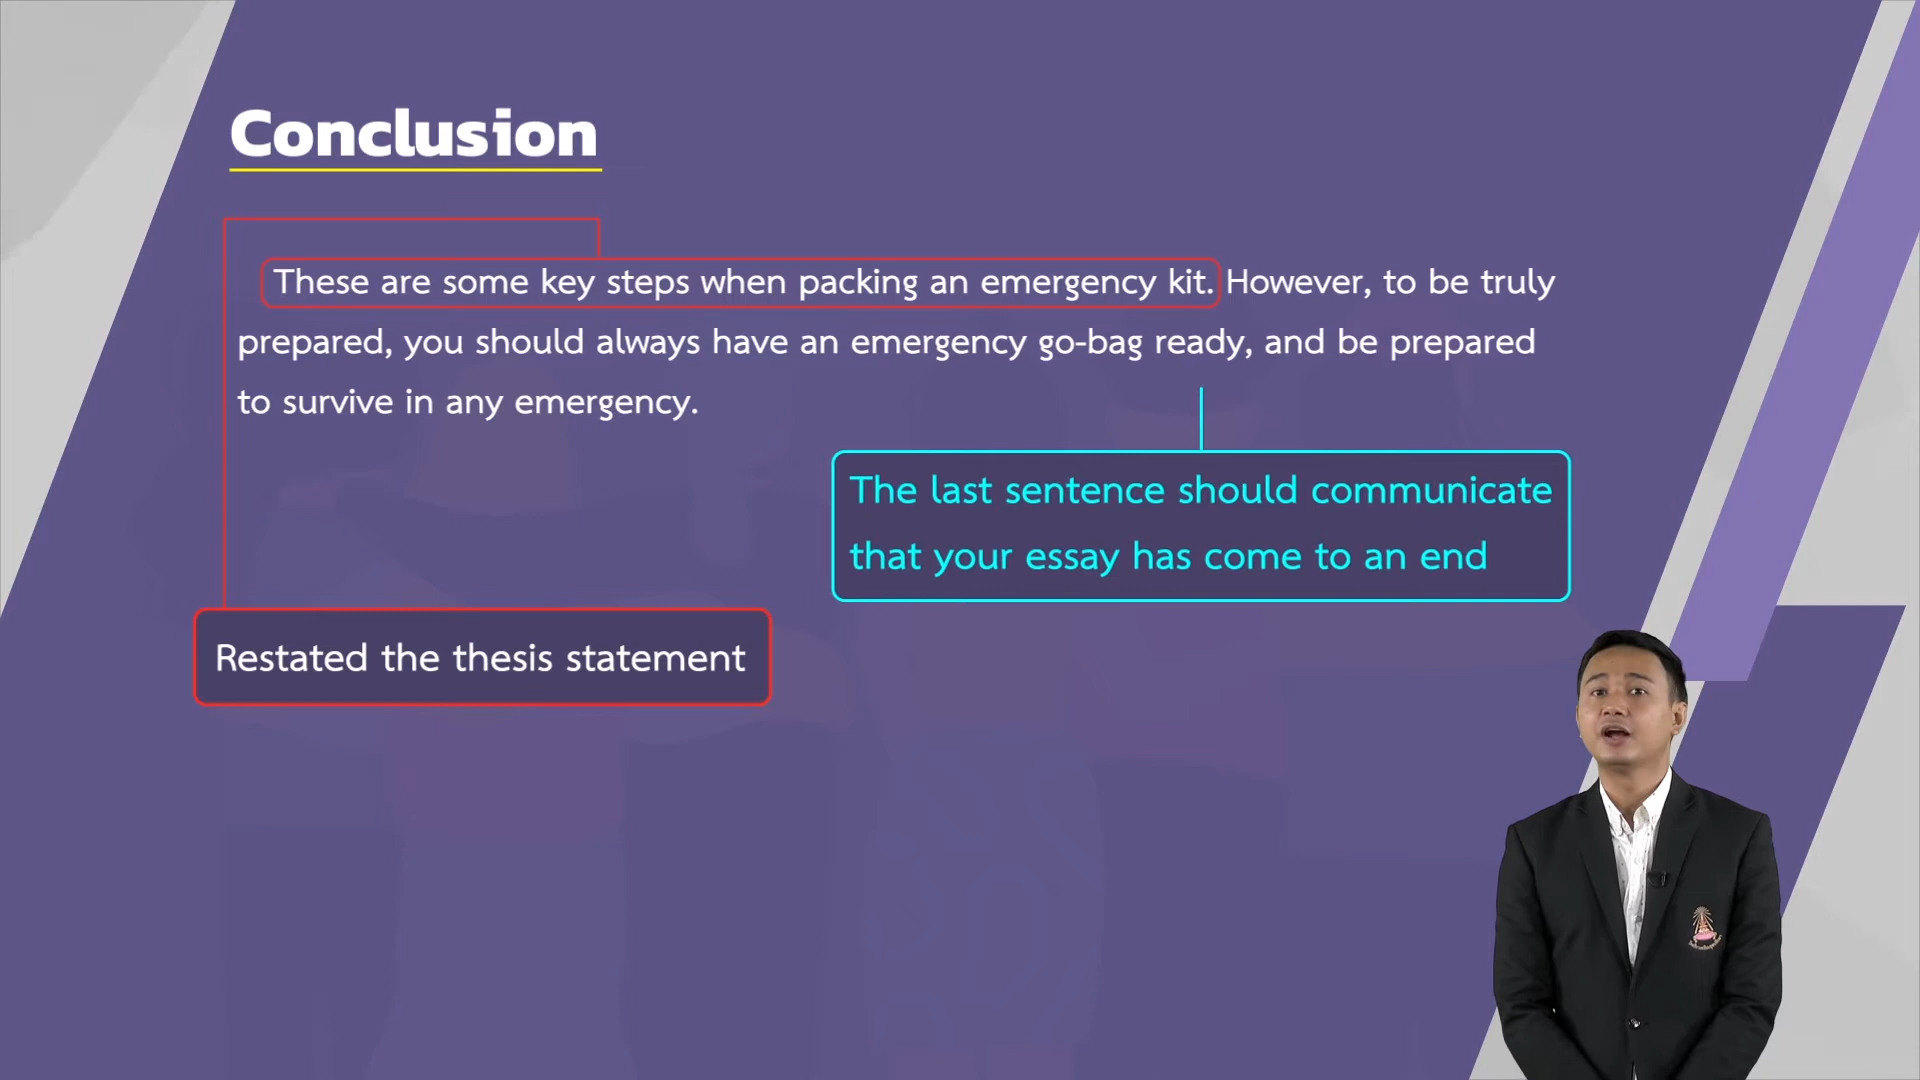 Conclusion
These are some key steps when packing an emergency kit. However, to be truly
prepared, you should always have an emergency go-bag ready, and be prepared
to survive in any emergency.
The last sentence should communicate
that your essay has come to an end
Restated the thesis statement